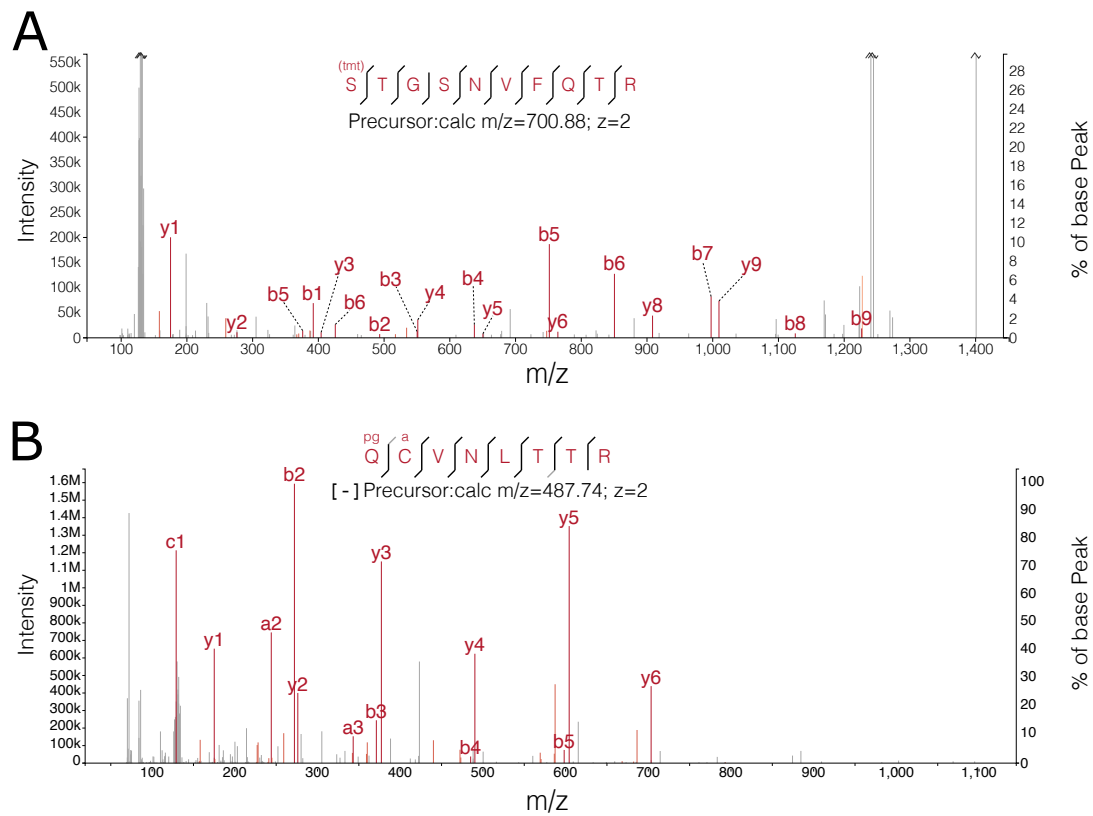 A
Intensity
550k
500k
450k
400k
350k
300k
250k
200k
150k
100k
50k
0
(tmt)
S T G S N V F Q T R
Precursor:calc m/z=700.88; z=2
y1
y2
b5
b1
y3
b6
b2
b3
y4
b4
y5
b5
y6
b6
y8
b7
y9
b8
b9
28
26
24
22
20
18
16
14
12
10
8
6
4
2
0
% of base Peak
100 200 300 400 500 600 700 800 900 1,000 1,100 1,200 1,300 1,400
m/z
B
Intensity
1.6M
1.5M
1.4M
1.3M
1.2M
1.1M
1M
900k
800k
700k
600k
500k
400k
300k
200k
100k
0
pg a
Q C V N L T T R
[-] Precursor:calc m/z=487.74; z=2
c1
y1
a2
b2
y2
a3
b3
y3
y4
b4
y5
b5
y6
100
90
80
70
60
50
40
30
20
10
0
% of base Peak
100 200 300 400 500 600 700 800 900 1,000 1,100
m/z